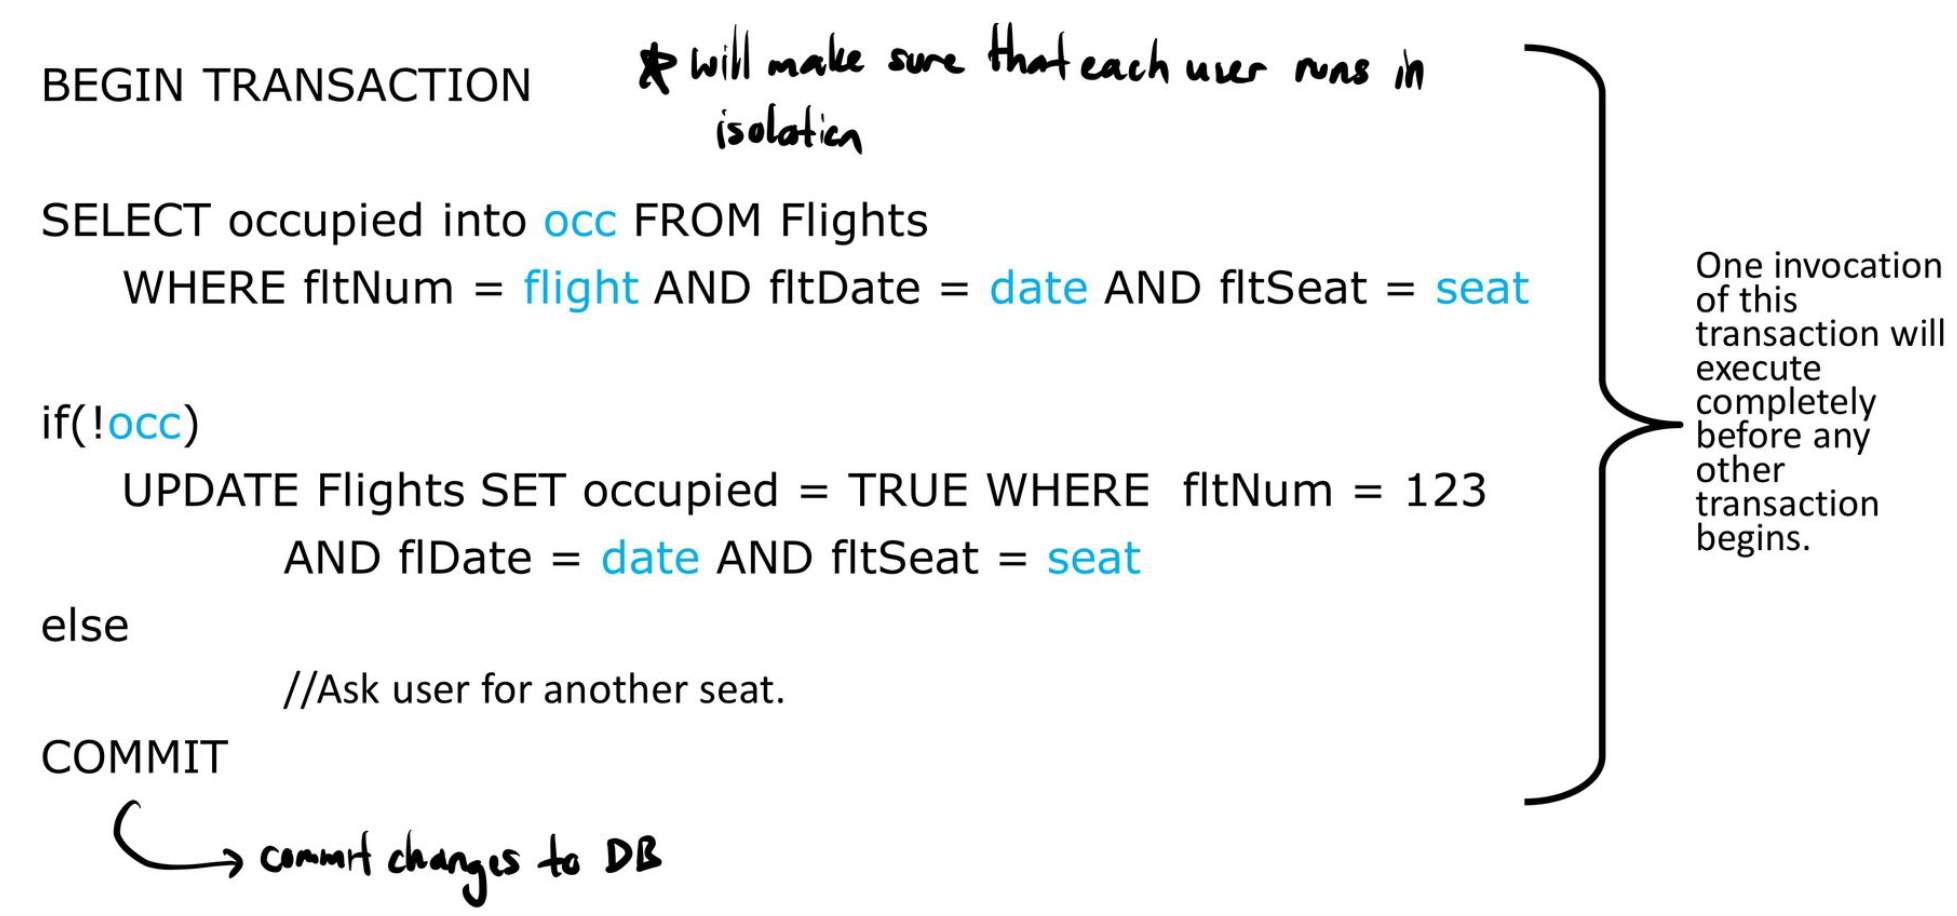 BEGIN TRANSACTION
* will make sure that each user runs in
isolation
SELECT occupied into occ FROM Flights
WHERE fltNum = flight AND fltDate = date AND fltSeat = seat
if(!occ)
UPDATE Flights SET occupied = TRUE WHERE fltNum = 123
AND flDate = date AND fltSeat = seat
else
//Ask user for another seat.
COMMIT
commit changes to DB
One invocation
of this
transaction will
execute
completely
before any
other
transaction
begins.